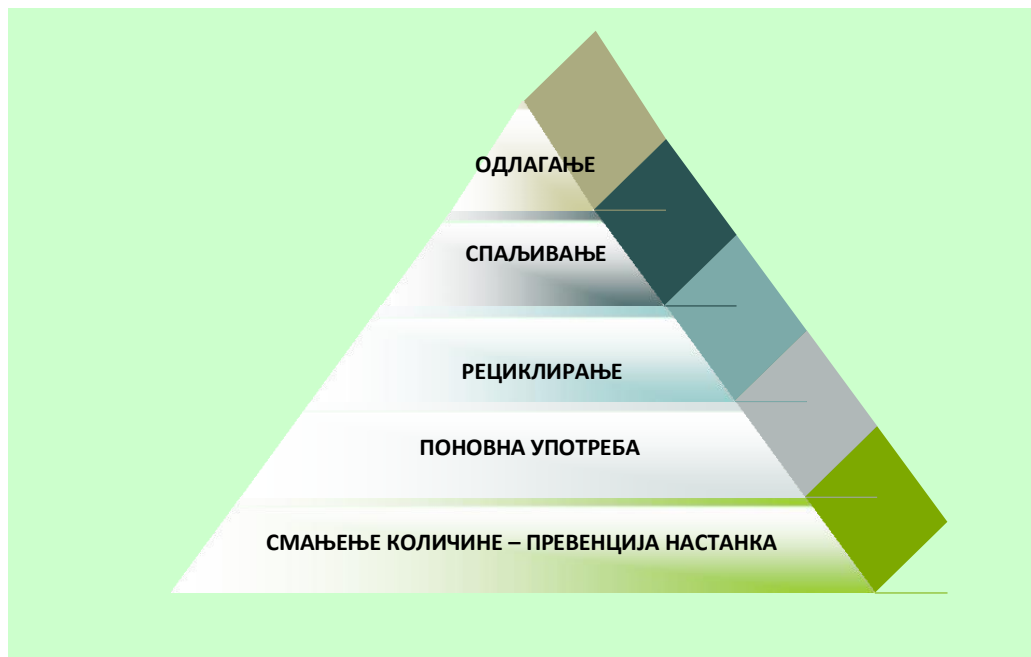 ОДЛАГАЊЕ
СПАЉИВАЊЕ
РЕЦИКЛИРАЊЕ
ПОНОВНА УПОТРЕБА
СМАЊЕЊЕ КОЛИЧИНЕ – ПРЕВЕНЦИЈА НАСТАНКА